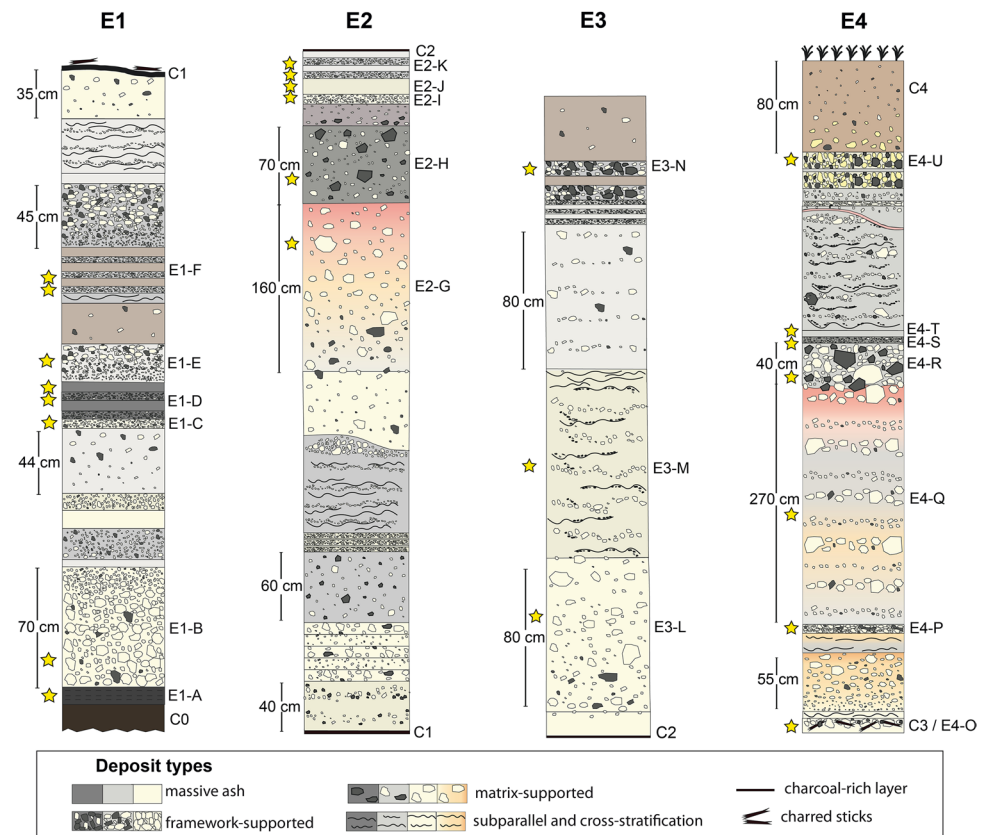 E1
E2
E3
E4
C1
35 cm
45 cm
E1-F
E1-E
E1-D
E1-C
44 cm
E1-B
70 cm
E1-A
C0
C2
E2-K
E2-J
E2-I
70 cm
E2-H
160 cm
E2-G
60 cm
40 cm
C1
E3-N
80 cm
E3-M
80 cm
E3-L
C2
80 cm
C4
E4-U
E4-T
E4-S
40 cm
E4-R
270 cm
E4-Q
E4-P
55 cm
C3 / E4-O
Deposit types
massive ash
framework-supported
matrix-supported
subparallel and cross-stratification
charcoal-rich layer
charred sticks